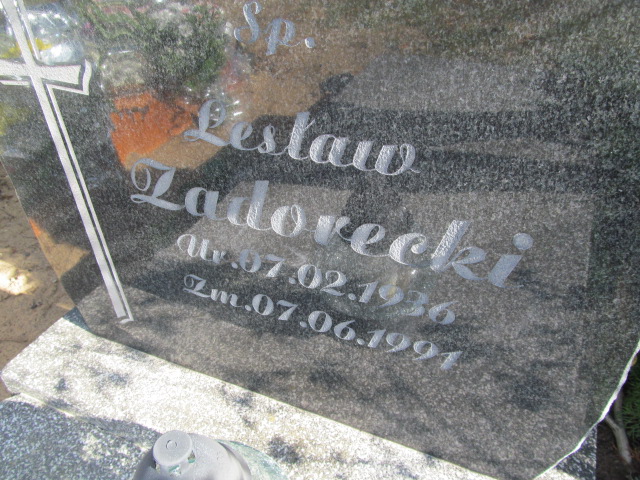 Sp.
Lesław
Zadorecki
Ur.07.02.1936
Zm.07.06.1991